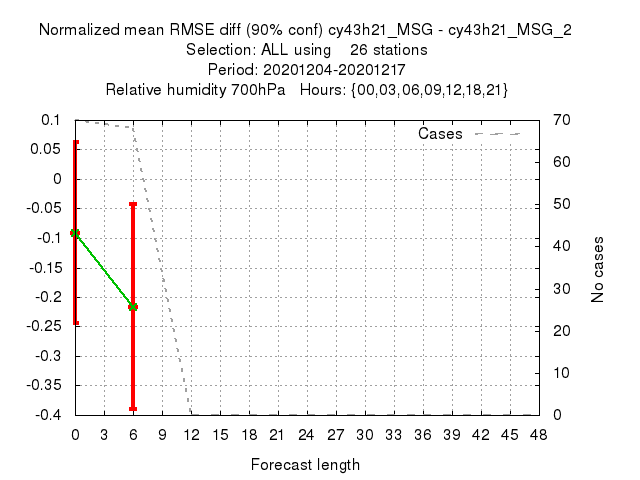 Normalized mean RMSE diff (90% conf) cy43h21_MSG - cy43h21_MSG_2
Selection: ALL using 26 stations
Period: 20201204-20201217
Relative humidity 700hPa Hours: {00,03,06,09,12,18,21}
Cases
0.1
0.05
0
-0.05
-0.1
-0.15
-0.2
-0.25
-0.3
-0.35
-0.4
70
60
50
40
30
20
10
0
No cases
0 3 6 9 12 15 18 21 24 27 30 33 36 39 42 45 48
Forecast length